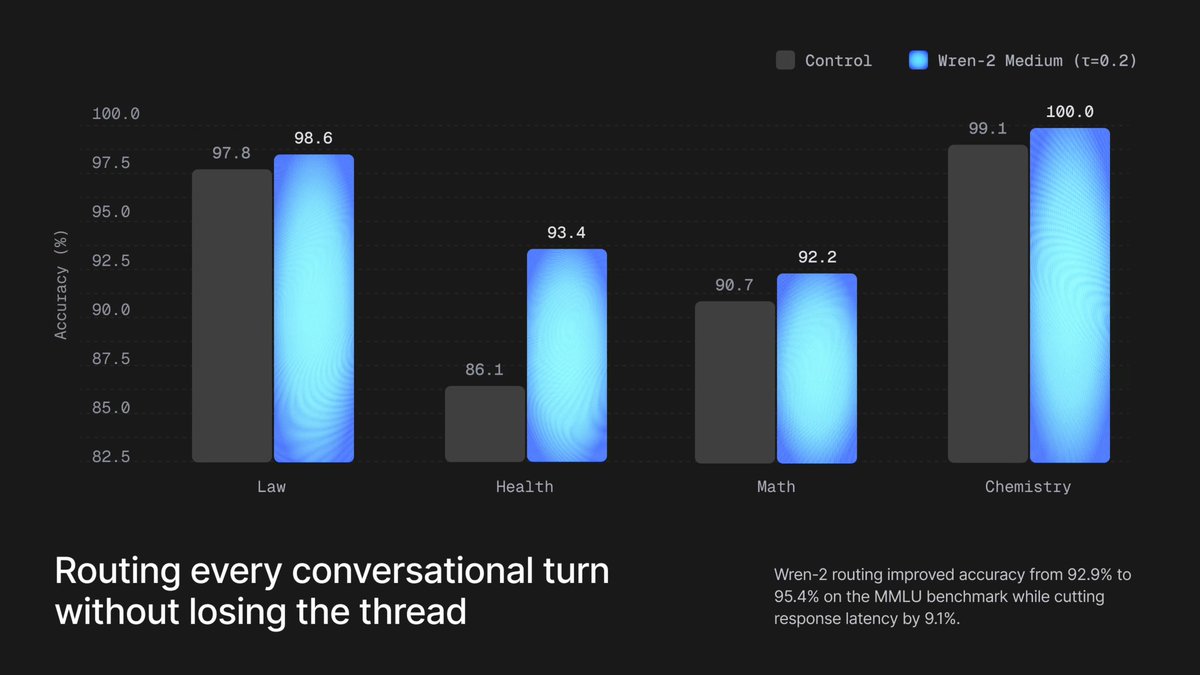 Control
Wren-2 Medium (τ=0.2)
Accuracy (%)
100.0
97.5
95.0
92.5
90.0
87.5
85.0
82.5
97.8
98.6
86.1
93.4
90.7
92.2
99.1
100.0
Law
Health
Math
Chemistry
Routing every conversational turn
without losing the thread
Wren-2 routing improved accuracy from 92.9% to
95.4% on the MMLU benchmark while cutting
response latency by 9.1%.